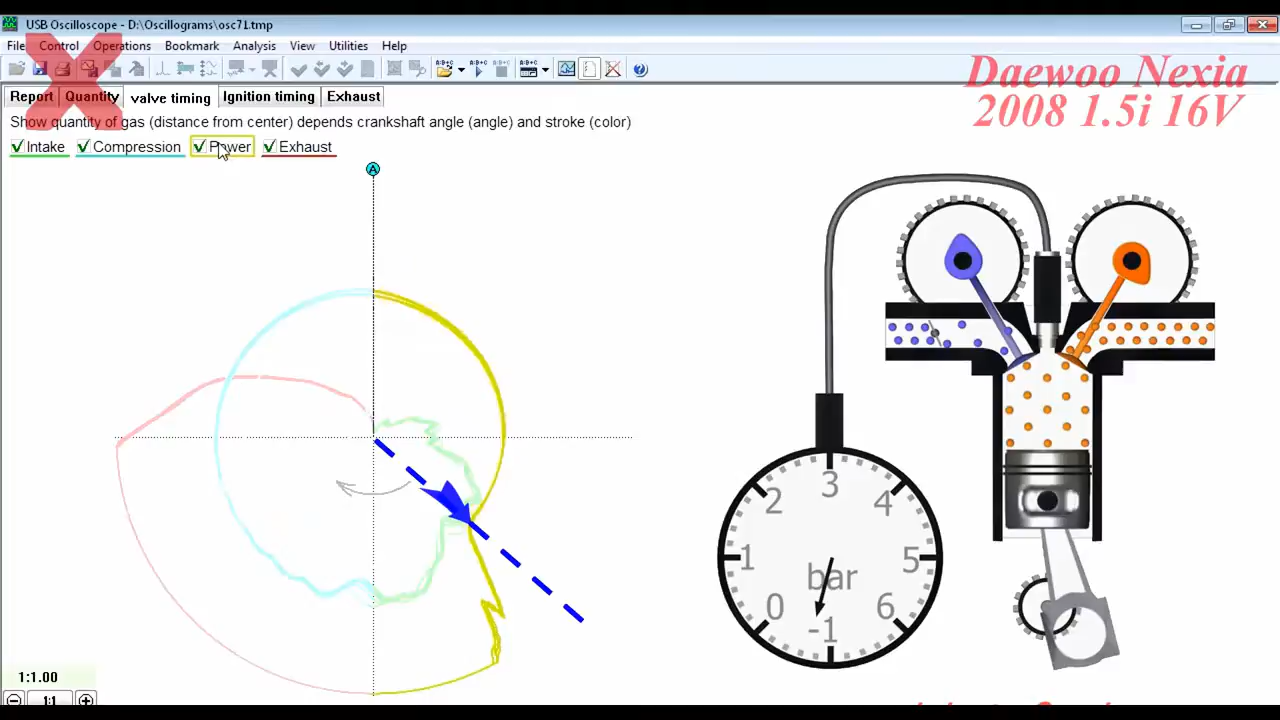 USB Oscilloscope - D:\Oscillograms\osc71.tmp
File Control Operations Bookmark Analysis View Utilities Help
Daewoo Nexia
2008 1.5i 16V
Report Quantity valve timing Ignition timing Exhaust
Show quantity of gas (distance from center) depends crankshaft angle (angle) and stroke (color)
Intake Compression Power Exhaust
A
3
2 4
1 5
bar
0 6
-1
1:1.00
1:1